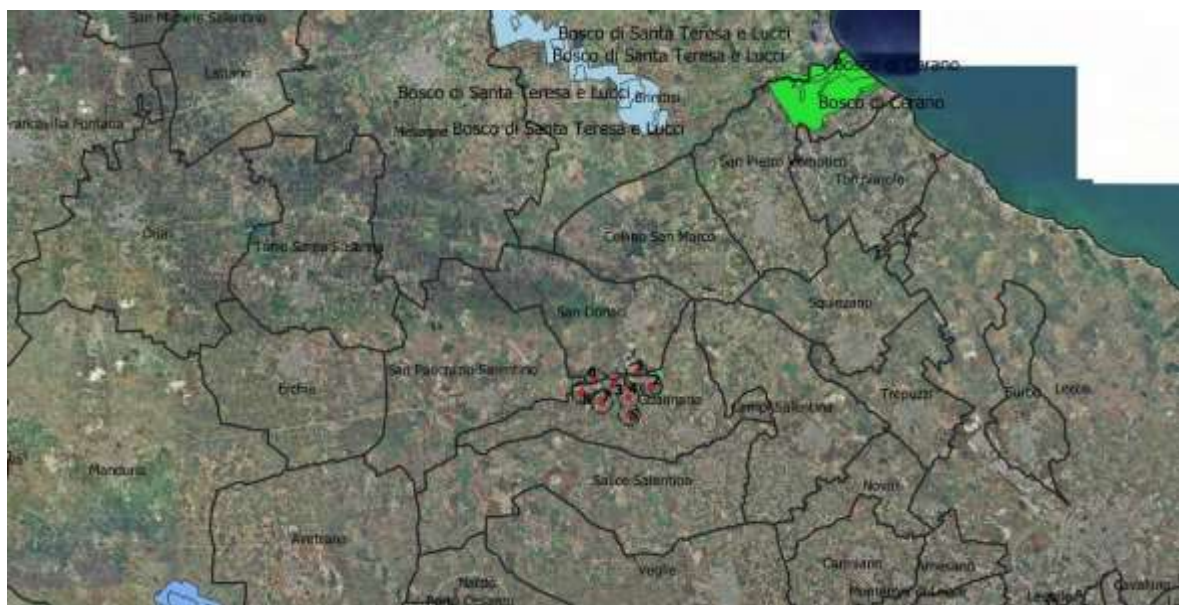 San Michele Salentino
Bosco di Santa Teresa e Lucci
Bosco di Santa Teresa e Lucci
Bosco di Cerano
Latiano
Bosco di Santa Teresa e Lucci
Brindisi
Bosco di Cerano
Francavilla Fontana
Mesagne
Bosco di Santa Teresa e Lucci
San Pietro Vernotico
Torchiarolo
Oria
Torre Santa Susanna
Cellino San Marco
San Donaci
Squinzano
Erchie
San Pancrazio Salentino
3
Guagnano
Campi Salentina
Trepuzzi
Surbo
Lecce
Manduria
Salice Salentino
Novoli
Avetrana
Veglie
Carmiano
Arnesano
Nardò
Porto Cesareo
Monteroni di Lecce
Cavallino